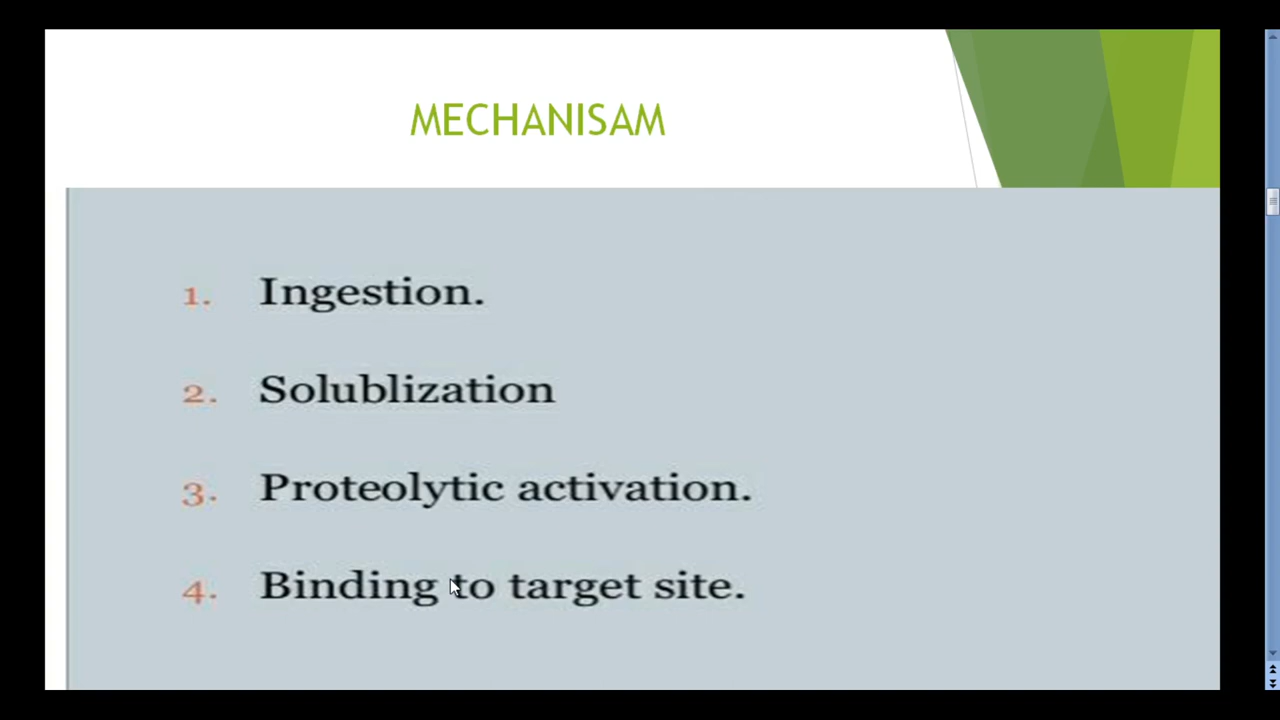 MECHANISAM
1. Ingestion.
2. Solublization
3. Proteolytic activation.
4. Binding to target site.